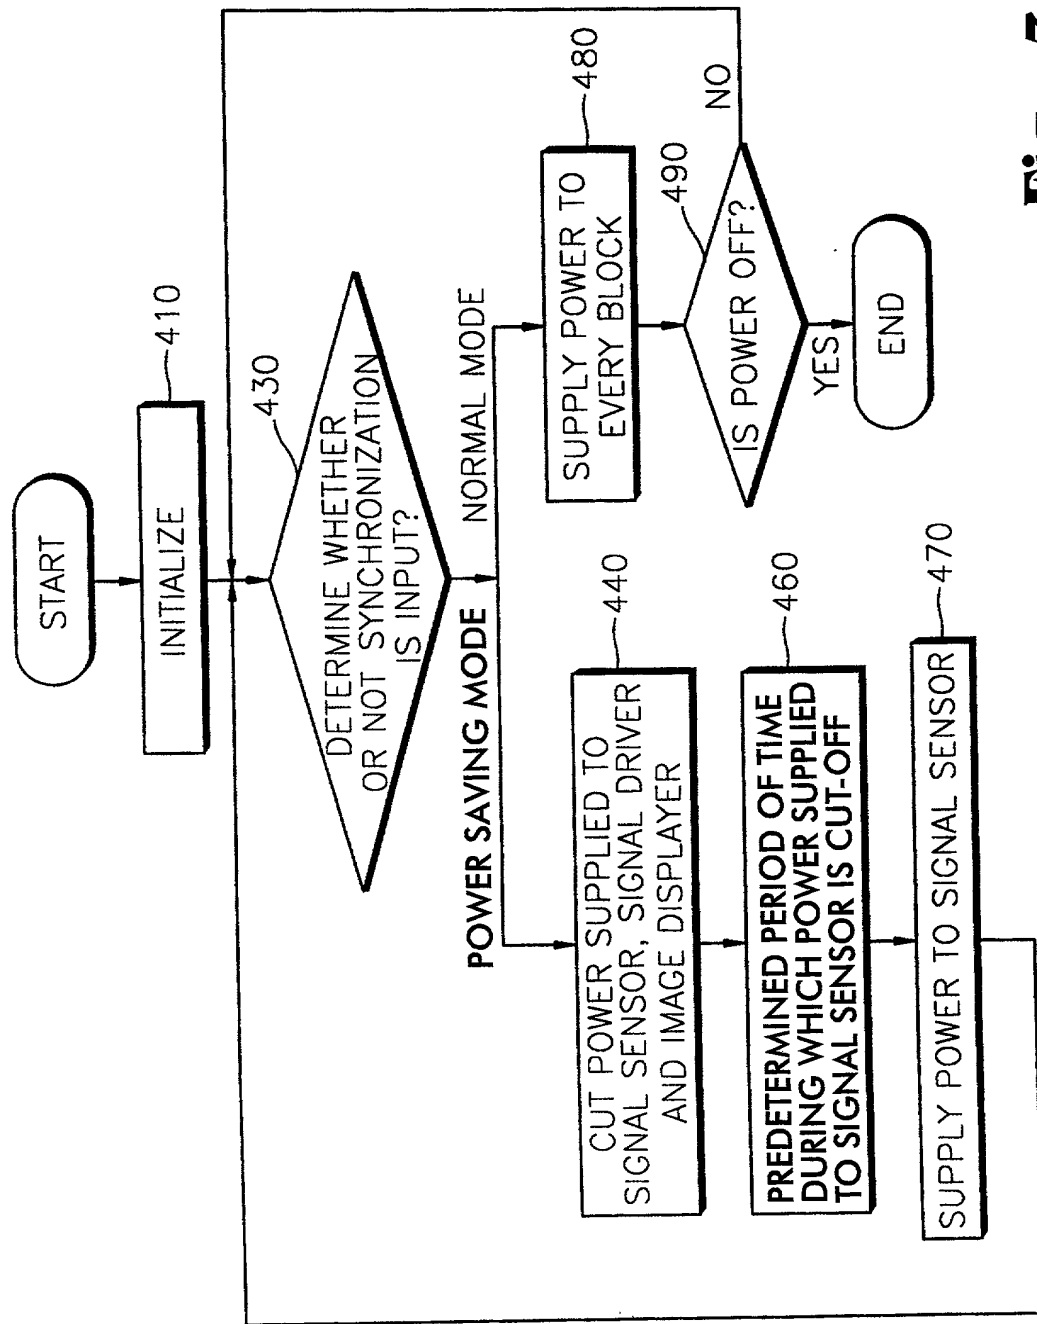 START
INITIALIZE
410
DETERMINE WHETHER
OR NOT SYNCHRONIZATION
IS INPUT?
430
POWER SAVING MODE
NORMAL MODE
CUT POWER SUPPLIED TO
SIGNAL SENSOR, SIGNAL DRIVER
AND IMAGE DISPLAYER
440
PREDETERMINED PERIOD OF TIME
DURING WHICH POWER SUPPLIED
TO SIGNAL SENSOR IS CUT-OFF
460
SUPPLY POWER TO SIGNAL SENSOR
470
SUPPLY POWER TO
EVERY BLOCK
480
IS POWER OFF?
490
NO
YES
END